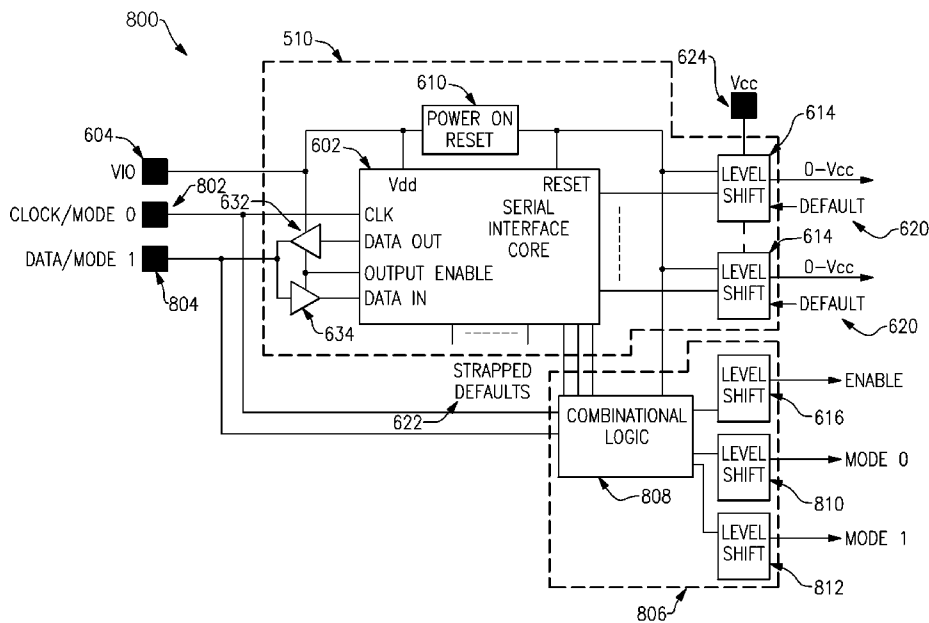 800
510
624
Vcc
610
POWER ON
RESET
614
604
VIO
602
Vdd
RESET
LEVEL
SHIFT
0-Vcc
802
CLOCK/MODE 0
632
CLK
SERIAL
INTERFACE
CORE
DEFAULT
620
DATA/MODE 1
DATA OUT
614
804
OUTPUT ENABLE
DATA IN
LEVEL
SHIFT
0-Vcc
634
DEFAULT
620
STRAPPED
DEFAULTS
622
LEVEL
SHIFT
ENABLE
616
COMBINATIONAL
LOGIC
808
LEVEL
SHIFT
MODE 0
810
LEVEL
SHIFT
MODE 1
812
806